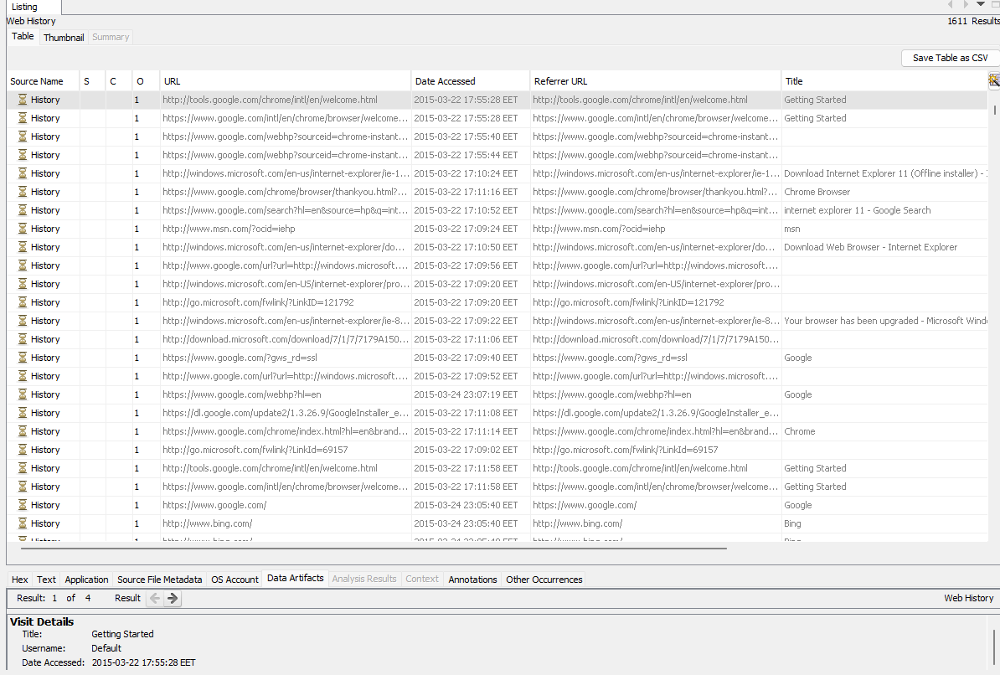 Listing
Web History
1611 Results
Table Thumbnail Summary
Save Table as CSV
Source Name S C O URL Date Accessed Referrer URL Title
History 1 http://tools.google.com/chrome/intl/en/welcome.html 2015-03-22 17:55:28 EET http://tools.google.com/chrome/intl/en/welcome.html Getting Started
History 1 https://www.google.com/intl/en/chrome/browser/welcome... 2015-03-22 17:55:28 EET https://www.google.com/intl/en/chrome/browser/welcome... Getting Started
History 1 https://www.google.com/webhp?sourceid=chrome-instant... 2015-03-22 17:55:40 EET https://www.google.com/webhp?sourceid=chrome-instant...
History 1 https://www.google.com/webhp?sourceid=chrome-instant... 2015-03-22 17:55:44 EET https://www.google.com/webhp?sourceid=chrome-instant...
History 1 http://windows.microsoft.com/en-us/internet-explorer/ie-1... 2015-03-22 17:10:24 EET http://windows.microsoft.com/en-us/internet-explorer/ie-1... Download Internet Explorer 11 (Offline installer) -
History 1 https://www.google.com/chrome/browser/thankyou.html?... 2015-03-22 17:11:16 EET https://www.google.com/chrome/browser/thankyou.html?... Chrome Browser
History 1 https://www.google.com/search?hl=en&source=hp&q=int... 2015-03-22 17:10:52 EET https://www.google.com/search?hl=en&source=hp&q=int... internet explorer 11 - Google Search
History 1 http://www.msn.com/?ocid=iehp 2015-03-22 17:09:24 EET http://www.msn.com/?ocid=iehp msn
History 1 http://windows.microsoft.com/en-us/internet-explorer/do... 2015-03-22 17:10:50 EET http://windows.microsoft.com/en-us/internet-explorer/do... Download Web Browser - Internet Explorer
History 1 http://www.google.com/url?url=http://windows.microsoft.... 2015-03-22 17:09:56 EET http://www.google.com/url?url=http://windows.microsoft....
History 1 http://windows.microsoft.com/en-US/internet-explorer/pro... 2015-03-22 17:09:20 EET http://windows.microsoft.com/en-US/internet-explorer/pro...
History 1 http://go.microsoft.com/fwlink/?LinkID=121792 2015-03-22 17:09:20 EET http://go.microsoft.com/fwlink/?LinkID=121792
History 1 http://windows.microsoft.com/en-us/internet-explorer/ie-8... 2015-03-22 17:09:22 EET http://windows.microsoft.com/en-us/internet-explorer/ie-8... Your browser has been upgraded - Microsoft Wind
History 1 http://download.microsoft.com/download/7/1/7/7179A150... 2015-03-22 17:11:06 EET http://download.microsoft.com/download/7/1/7/7179A150...
History 1 https://www.google.com/?gws_rd=ssl 2015-03-22 17:09:40 EET https://www.google.com/?gws_rd=ssl Google
History 1 http://www.google.com/url?url=http://windows.microsoft.... 2015-03-22 17:09:52 EET http://www.google.com/url?url=http://windows.microsoft....
History 1 https://www.google.com/webhp?hl=en 2015-03-24 23:07:19 EET https://www.google.com/webhp?hl=en Google
History 1 https://dl.google.com/update2/1.3.26.9/GoogleInstaller_e... 2015-03-22 17:11:08 EET https://dl.google.com/update2/1.3.26.9/GoogleInstaller_e...
History 1 https://www.google.com/chrome/index.html?hl=en&brand... 2015-03-22 17:11:14 EET https://www.google.com/chrome/index.html?hl=en&brand... Chrome
History 1 http://go.microsoft.com/fwlink/?LinkId=69157 2015-03-22 17:09:02 EET http://go.microsoft.com/fwlink/?LinkId=69157
History 1 http://tools.google.com/chrome/intl/en/welcome.html 2015-03-22 17:11:58 EET http://tools.google.com/chrome/intl/en/welcome.html Getting Started
History 1 https://www.google.com/intl/en/chrome/browser/welcome... 2015-03-22 17:11:58 EET https://www.google.com/intl/en/chrome/browser/welcome... Getting Started
History 1 https://www.google.com/ 2015-03-24 23:05:40 EET https://www.google.com/ Google
History 1 http://www.bing.com/ 2015-03-24 23:05:40 EET http://www.bing.com/ Bing
Hex Text Application Source File Metadata OS Account Data Artifacts Analysis Results Context Annotations Other Occurrences
Result: 1 of 4 Result Web History
Visit Details
Title: Getting Started
Username: Default
Date Accessed: 2015-03-22 17:55:28 EET